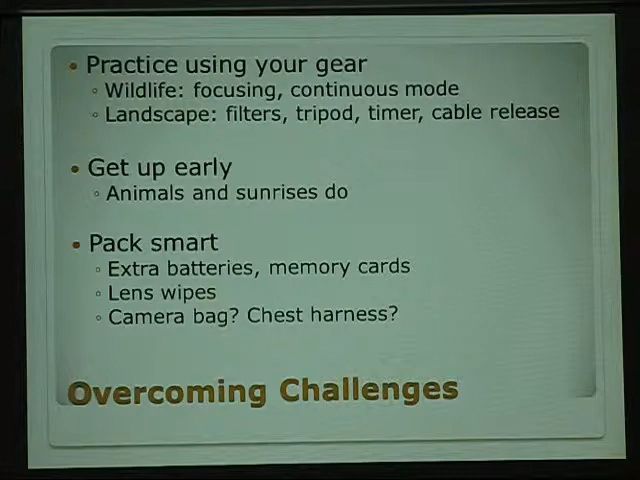 • Practice using your gear
◦ Wildlife: focusing, continuous mode
◦ Landscape: filters, tripod, timer, cable release
• Get up early
◦ Animals and sunrises do
• Pack smart
◦ Extra batteries, memory cards
◦ Lens wipes
◦ Camera bag? Chest harness?
Overcoming Challenges